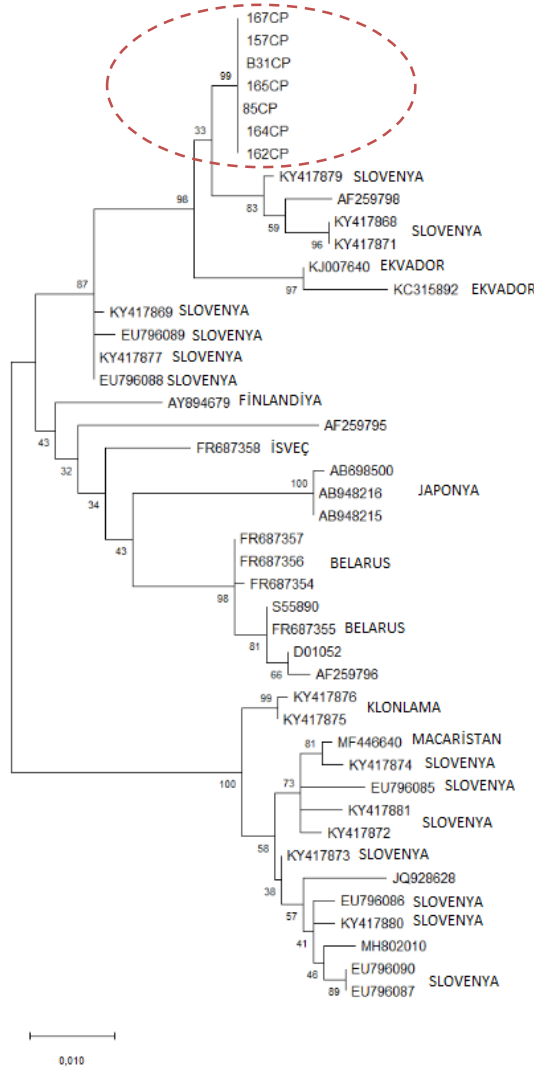 167CP
157CP
B31CP
99
165CP
85CP
33
164CP
162CP
KY417879 SLOVENYA
98
AF259798
83
KY417868
59
SLOVENYA
96
KY417871
KJ007640 EKVADOR
87
97
KC315892 EKVADOR
KY417869 SLOVENYA
EU796089 SLOVENYA
KY417877 SLOVENYA
EU796088 SLOVENYA
AY894679 FİNLANDİYA
43
AF259795
32
FR687358 İSVEÇ
AB698500
100
34
AB948216 JAPONYA
AB948215
43
FR687357
FR687356 BELARUS
FR687354
98
S55890
FR687355 BELARUS
81
D01052
66
AF259796
99
KY417876
KLONLAMA
KY417875
81
MF446640 MACARİSTAN
KY417874 SLOVENYA
100
73
EU796085 SLOVENYA
KY417881
SLOVENYA
KY417872
58
KY417873 SLOVENYA
JQ928628
38
EU796086 SLOVENYA
57
KY417880 SLOVENYA
41
MH802010
46
EU796090
SLOVENYA
89
EU796087
0,010